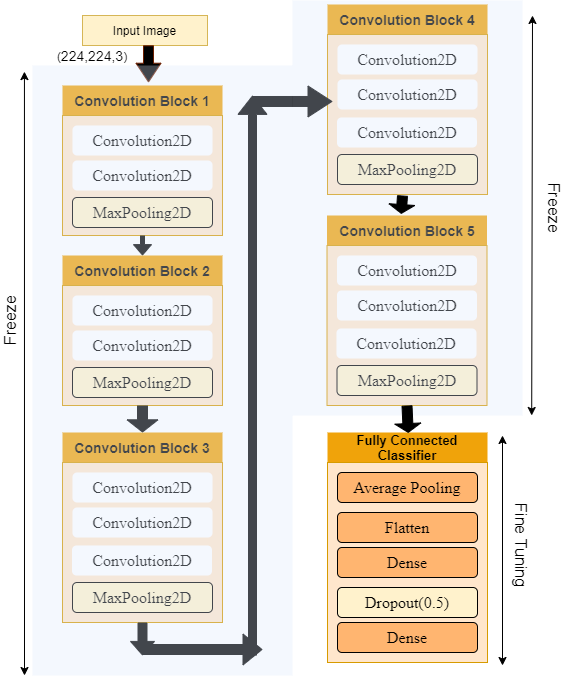 Input Image
(224,224,3)
Freeze
Convolution Block 1
Convolution2D
Convolution2D
MaxPooling2D
Convolution Block 2
Convolution2D
Convolution2D
MaxPooling2D
Convolution Block 3
Convolution2D
Convolution2D
Convolution2D
MaxPooling2D
Convolution Block 4
Convolution2D
Convolution2D
Convolution2D
MaxPooling2D
Convolution Block 5
Convolution2D
Convolution2D
Convolution2D
MaxPooling2D
Freeze
Fully Connected
Classifier
Average Pooling
Flatten
Dense
Dropout(0.5)
Dense
Fine Tuning